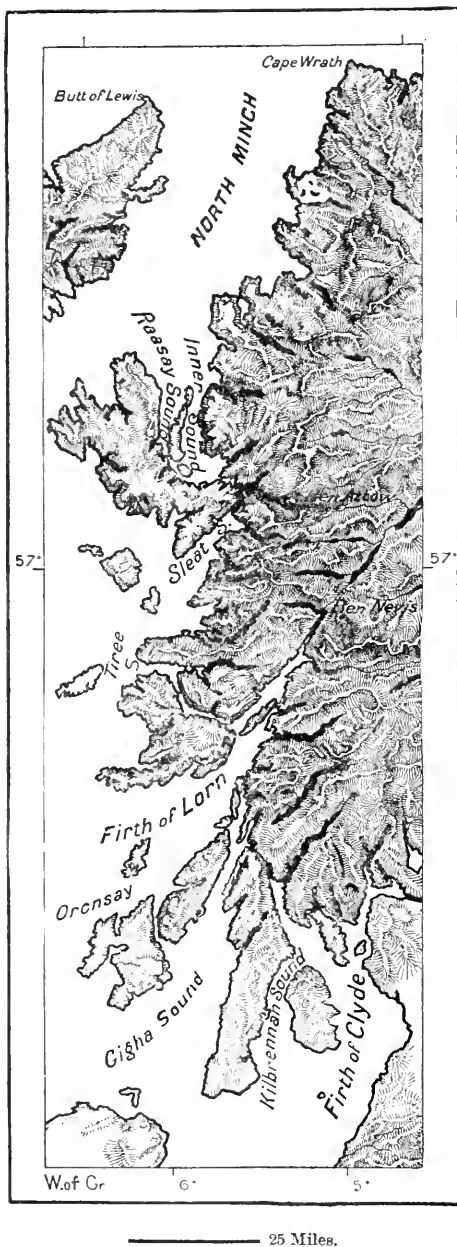 Cape Wrath
Butt of Lewis
NORTH MINCH
Raasay Sound
Inner Sound
57°
57°
Sleat S.
Ben Nevis
Tiree
S.
Firth of Lorn
Oronsay
Gigha Sound
Kilbrennan Sound
Firth of Clyde
W. of Gr
6°
5°
25 Miles.